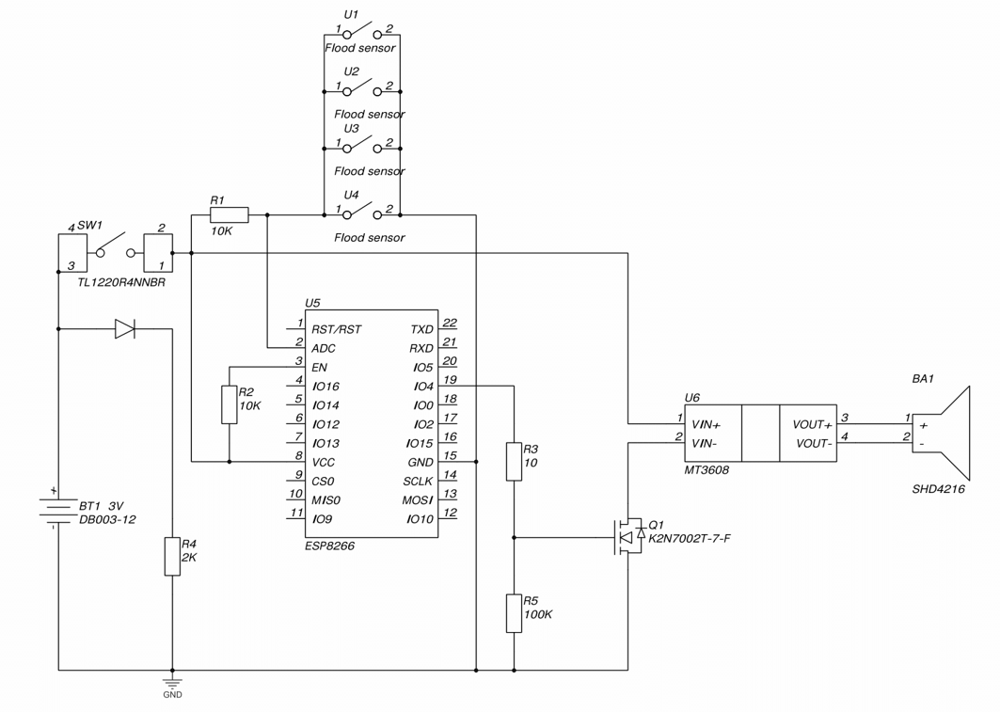 U1
1 2
Flood sensor
U2
1 2
Flood sensor
U3
1 2
Flood sensor
U4
1 2
Flood sensor
R1
10K
4 SW1 2
3 1
TL1220R4NNBR
U5
1 RST/RST TXD 22
2 ADC RXD 21
3 EN IO5 20
4 IO16 IO4 19
5 IO14 IO0 18
6 IO12 IO2 17
7 IO13 IO15 16
8 VCC GND 15
9 CS0 SCLK 14
10 MIS0 MOSI 13
11 IO9 IO10 12
ESP8266
R2
10K
R3
10
BA1
U6
1 VIN+ VOUT+ 3 1 +
2 VIN- VOUT- 4 2 -
MT3608
SHD4216
+
BT1 3V
DB003-12
-
R4
2K
Q1
K2N7002T-7-F
R5
100K
GND